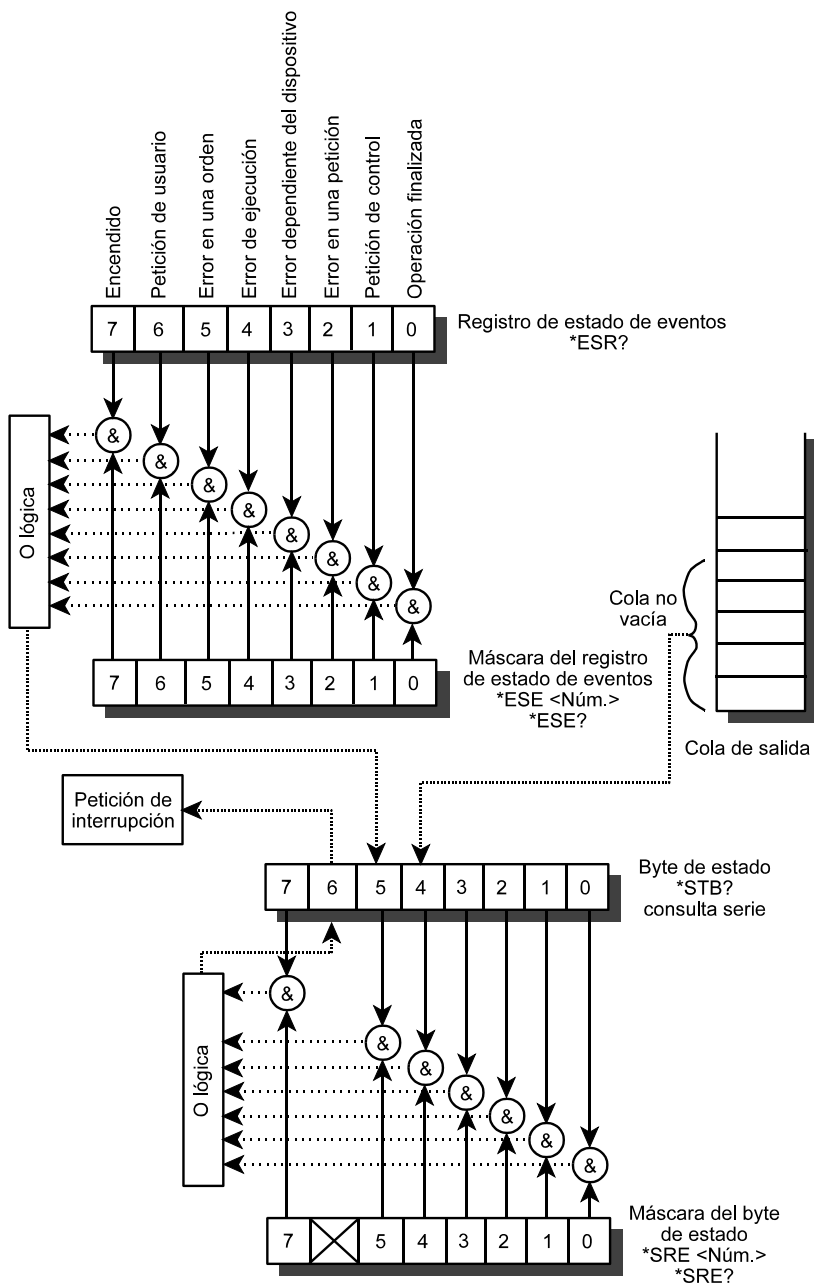 Encendido
Petición de usuario
Error en una orden
Error de ejecución
Error dependiente del dispositivo
Error en una petición
Petición de control
Operación finalizada
7 6 5 4 3 2 1 0
Registro de estado de eventos
*ESR?
O lógica
& & & & & & & &
7 6 5 4 3 2 1 0
Máscara del registro
de estado de eventos
*ESE <Núm.>
*ESE?
Cola no
vacía
Cola de salida
Petición de
interrupción
7 6 5 4 3 2 1 0
Byte de estado
*STB?
consulta serie
O lógica
& & & & & & &
7 5 4 3 2 1 0
Máscara del byte
de estado
*SRE <Núm.>
*SRE?